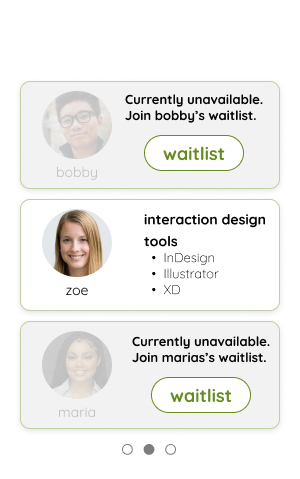 Currently unavailable.
Join bobby's waitlist.
waitlist
bobby
interaction design
tools
• InDesign
• Illustrator
• XD
zoe
Currently unavailable.
Join marias's waitlist.
waitlist
maria